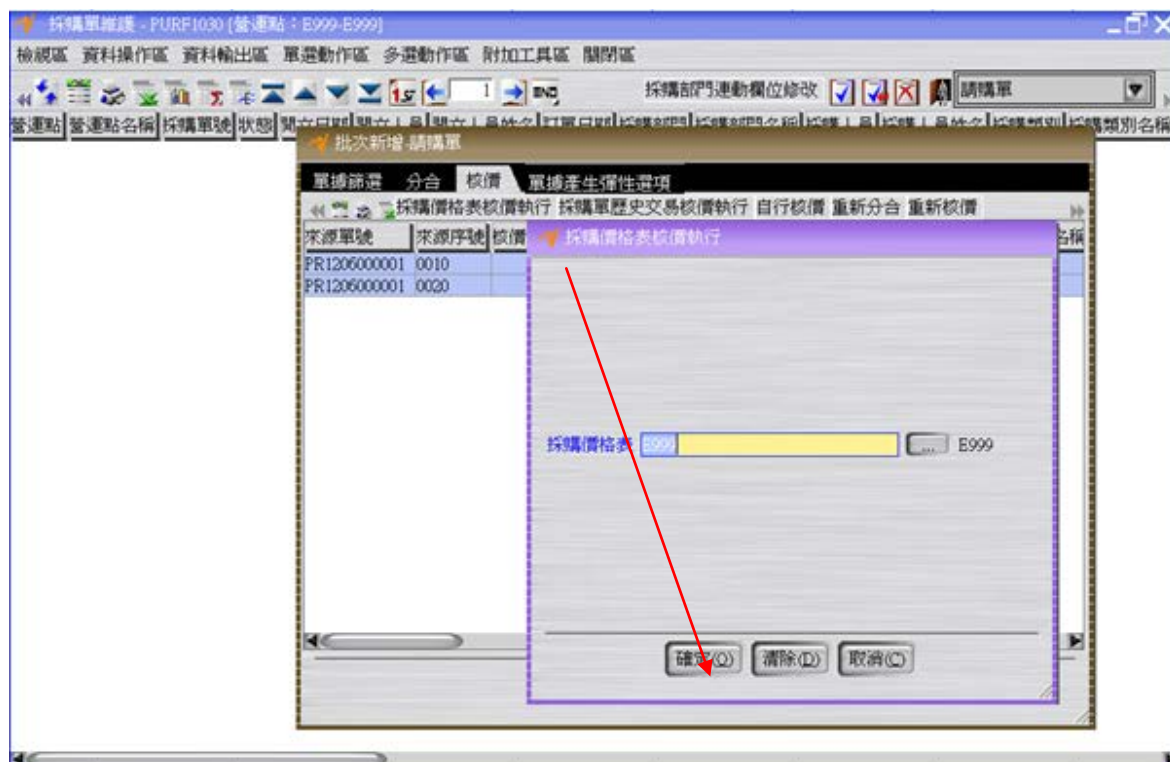 採購單維護 - PURF1030 [營運點：E999-E999]
檢視區 資料操作區 資料輸出區 單選動作區 多選動作區 附加工具區 關閉區
1st 1 END 採購部門連動欄位修改 請購單
營運點 營運點名稱 採購單號 狀態
採購類別名稱
批次新增-請購單
單據篩選 分合 核價 單據產生彈性選項
採購價格表核價執行 採購單歷史交易核價執行 自行核價 重新分合 重新核價
來源單號 來源序號 核價 名稱
採購價格表核價執行
PR1206000001 0010
PR1206000001 0020
採購價格表 E999 ... E999
確定(O) 清除(D) 取消(C)